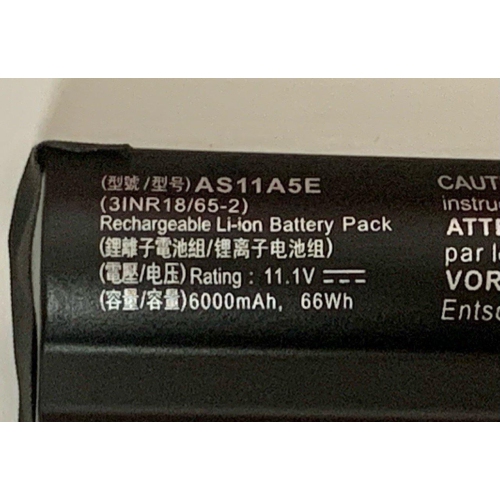 (型號/型号) AS11A5E
(3INR18/65-2)
Rechargeable Li-ion Battery Pack
(鋰離子電池組/锂离子电池组)
(電壓/电压) Rating : 11.1V
(容量/容量)6000mAh, 66Wh
CAUT
instruc
ATTE
par l
VOR
Entsc